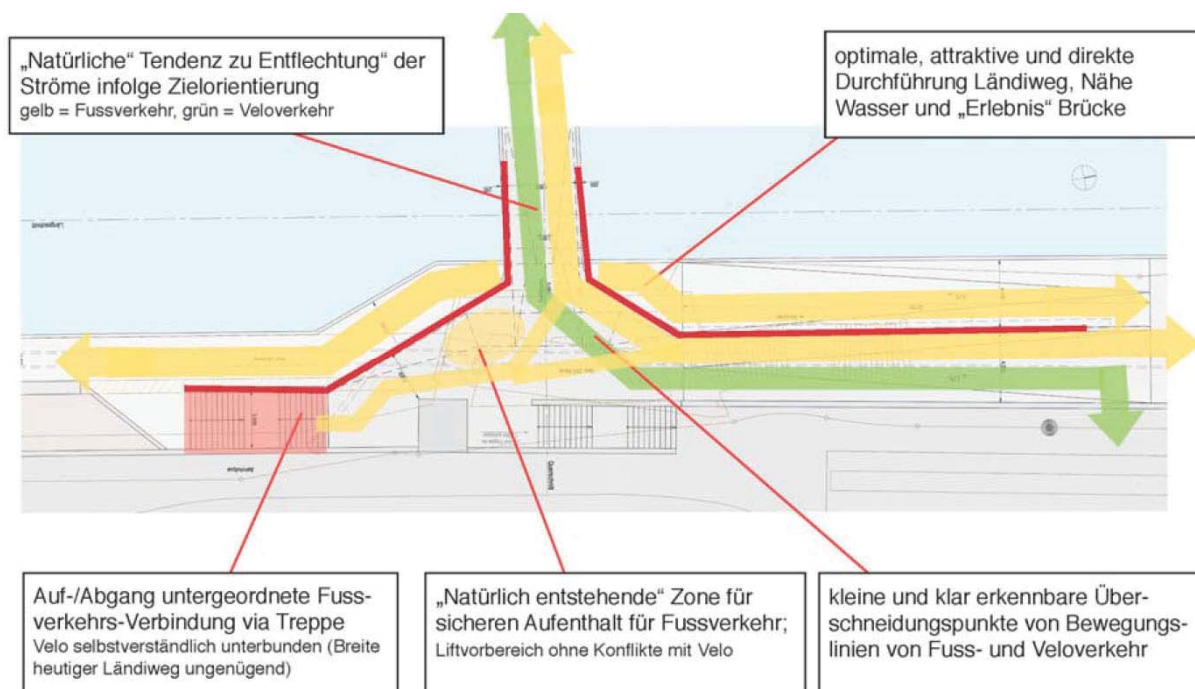 „Natürliche“ Tendenz zu Entflechtung“ der
Ströme infolge Zielorientierung
gelb = Fussverkehr, grün = Veloverkehr
optimale, attraktive und direkte
Durchführung Ländiweg, Nähe
Wasser und „Erlebnis“ Brücke
Längsschnitt
Querschnitt
Auf-/Abgang untergeordnete Fuss-
verkehrs-Verbindung via Treppe
Velo selbstverständlich unterbunden (Breite
heutiger Ländiweg ungenügend)
„Natürlich entstehende“ Zone für
sicheren Aufenthalt für Fussverkehr;
Liftvorbereich ohne Konflikte mit Velo
kleine und klar erkennbare Über-
schneidungspunkte von Bewegungs-
linien von Fuss- und Veloverkehr